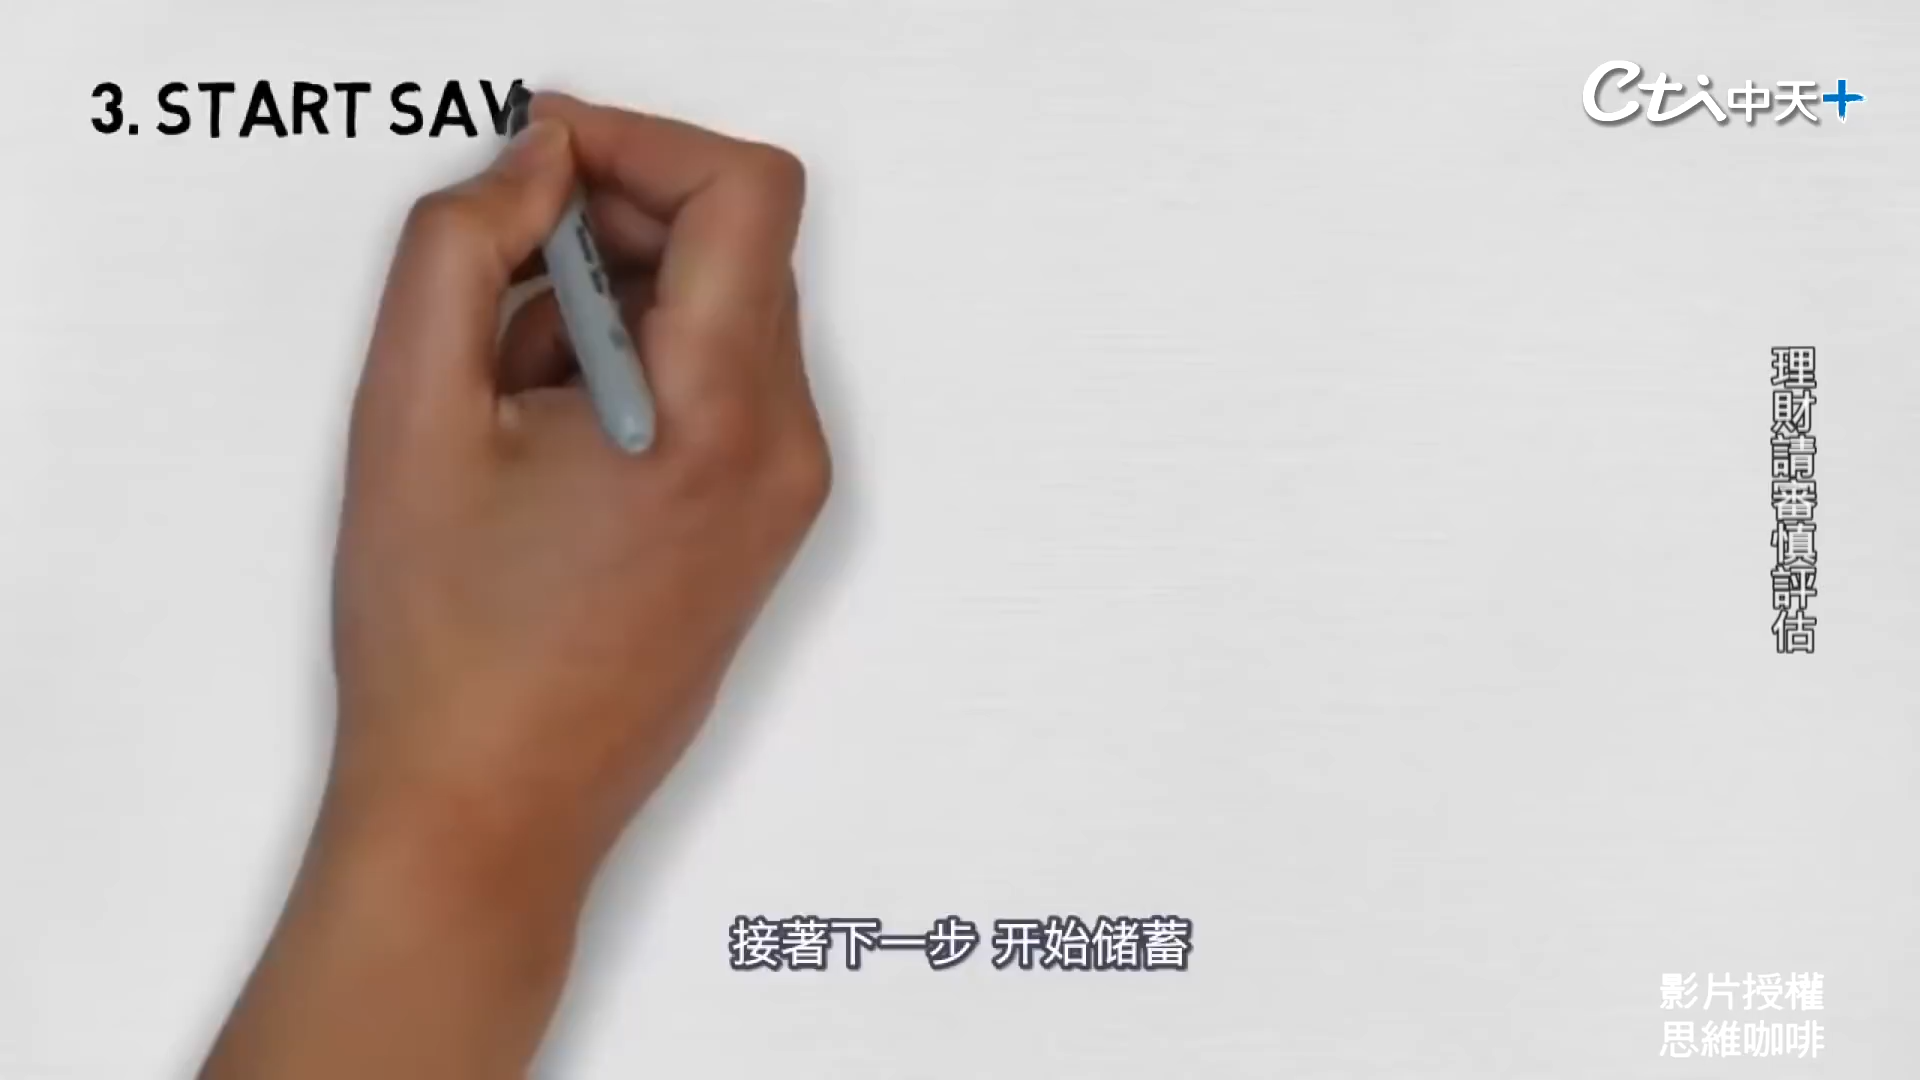 3. START SAV
Cti中天+
理財請審慎評估
接著下一步 开始储蓄
影片授權
思維咖啡